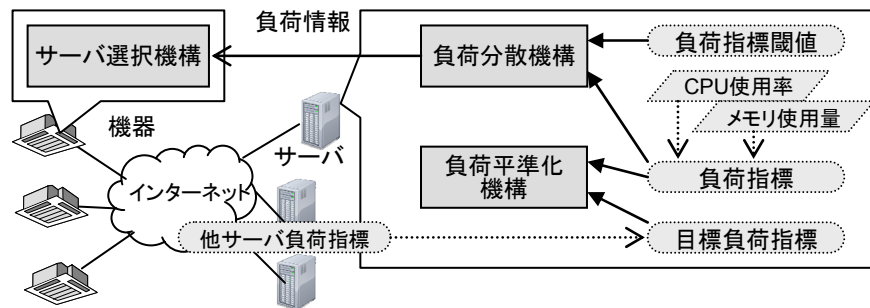 負荷情報
サーバ選択機構
負荷分散機構
負荷指標閾値
CPU使用率
メモリ使用量
機器
サーバ
負荷平準化
機構
負荷指標
インターネット
他サーバ負荷指標
目標負荷指標